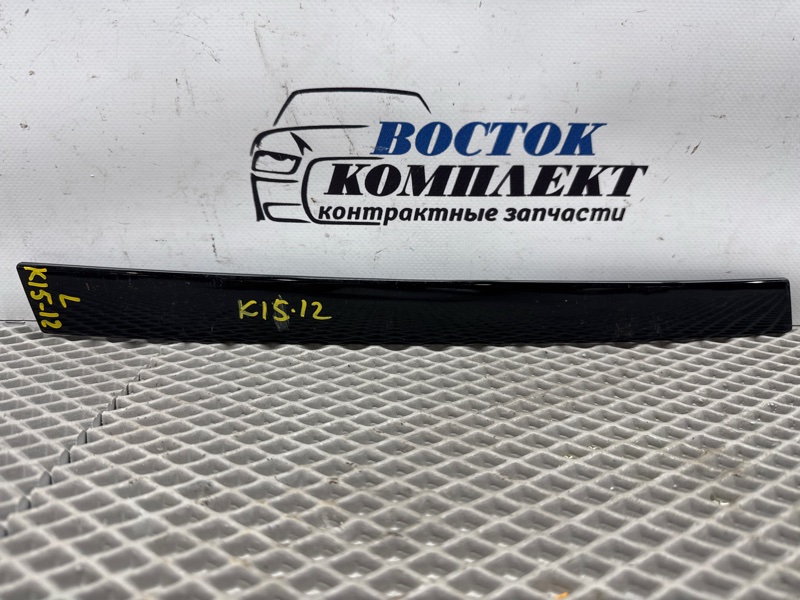 ВОСТОК
КОМПЛЕКТ
контрактные запчасти
L
K15-12
K15.12